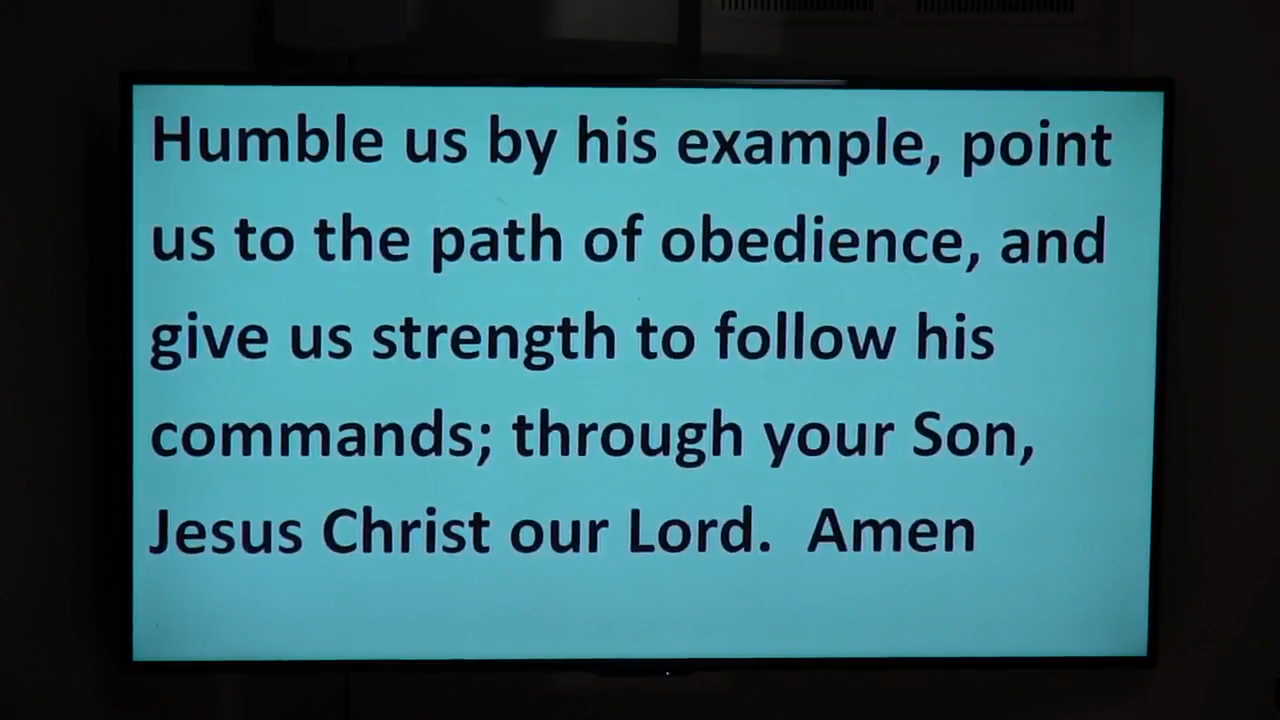 Humble us by his example, point
us to the path of obedience, and
give us strength to follow his
commands; through your Son,
Jesus Christ our Lord.  Amen